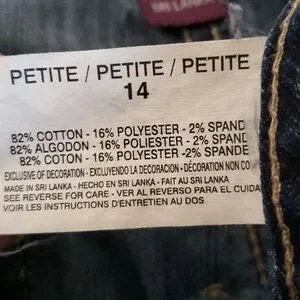 SRI LANKA
PETITE / PETITE / PETITE
14
82% COTTON - 16% POLYESTER - 2% SPAND
82% ALGODON - 16% POLIESTER - 2% SPAND
82% COTON - 16% POLYESTER - 2% SPANDE
EXCLUSIVE OF DECORATION - EXCLUYENDO LA DECORACION - DÉCORATION NON CO
MADE IN SRI LANKA - HECHO EN SRI LANKA - FAIT AU SRI LANKA
SEE REVERSE FOR CARE - VER AL REVERSO PARA EL CUIDA
VOIR LES INSTRUCTIONS D'ENTRETIEN AU DOS